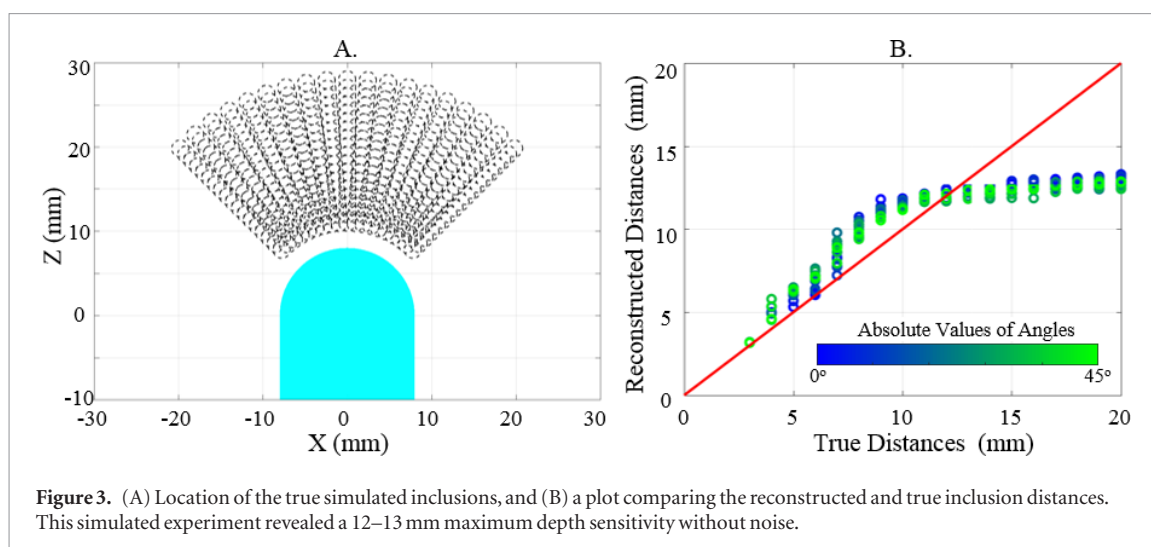 A.
30
20
10
0
-10
Z (mm)
-30 -20 -10 0 10 20 30
X (mm)
B.
20
15
10
5
0
Reconstructed Distances (mm)
Absolute Values of Angles
0° 45°
0 5 10 15 20
True Distances (mm)
Figure 3. (A) Location of the true simulated inclusions, and (B) a plot comparing the reconstructed and true inclusion distances.
This simulated experiment revealed a 12–13 mm maximum depth sensitivity without noise.